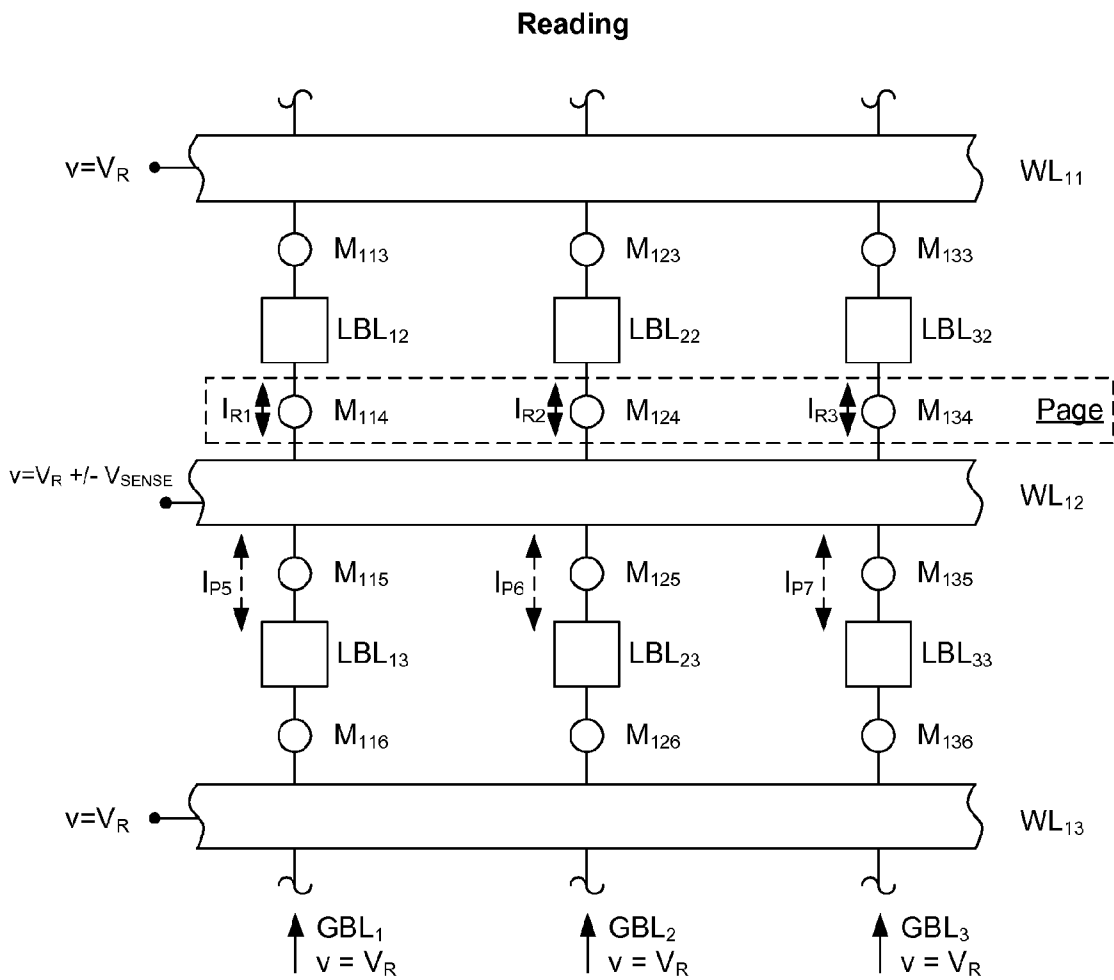 Reading
v=V_R WL_11
M_113 M_123 M_133
LBL_12 LBL_22 LBL_32
I_R1 M_114 I_R2 M_124 I_R3 M_134 Page
v=V_R +/- V_SENSE WL_12
I_P5 M_115 I_P6 M_125 I_P7 M_135
LBL_13 LBL_23 LBL_33
M_116 M_126 M_136
v=V_R WL_13
GBL_1 GBL_2 GBL_3
v = V_R v = V_R v = V_R